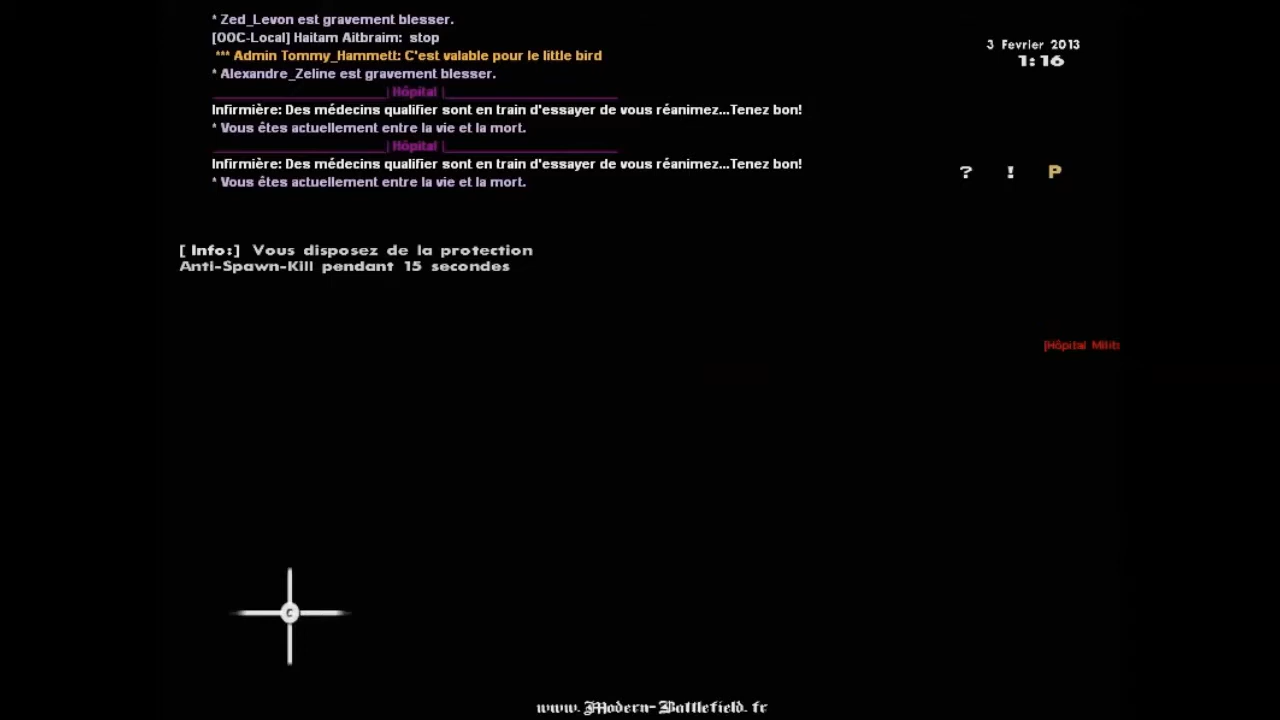 * Zed_Levon est gravement blesser.
[OOC-Local] Haitam Aitbraim: stop
*** Admin Tommy_Hammett: C'est valable pour le little bird
* Alexandre_Zeline est gravement blesser.
| Hôpital |
Infirmière: Des médecins qualifier sont en train d'essayer de vous réanimez...Tenez bon!
* Vous êtes actuellement entre la vie et la mort.
| Hôpital |
Infirmière: Des médecins qualifier sont en train d'essayer de vous réanimez...Tenez bon!
* Vous êtes actuellement entre la vie et la mort.
3 Fevrier 2013
1:16
? ! P
[ Info:] Vous disposez de la protection
Anti-Spawn-Kill pendant 15 secondes
[Hôpital Milit
C
www.Modern-Battlefield.fr